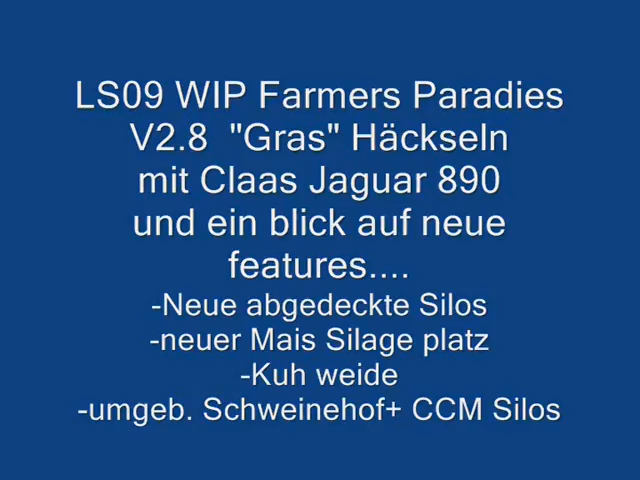 LS09 WIP Farmers Paradies
V2.8  "Gras" Häckseln
mit Claas Jaguar 890
und ein blick auf neue
features....
-Neue abgedeckte Silos
-neuer Mais Silage platz
-Kuh weide
-umgeb. Schweinehof+ CCM Silos